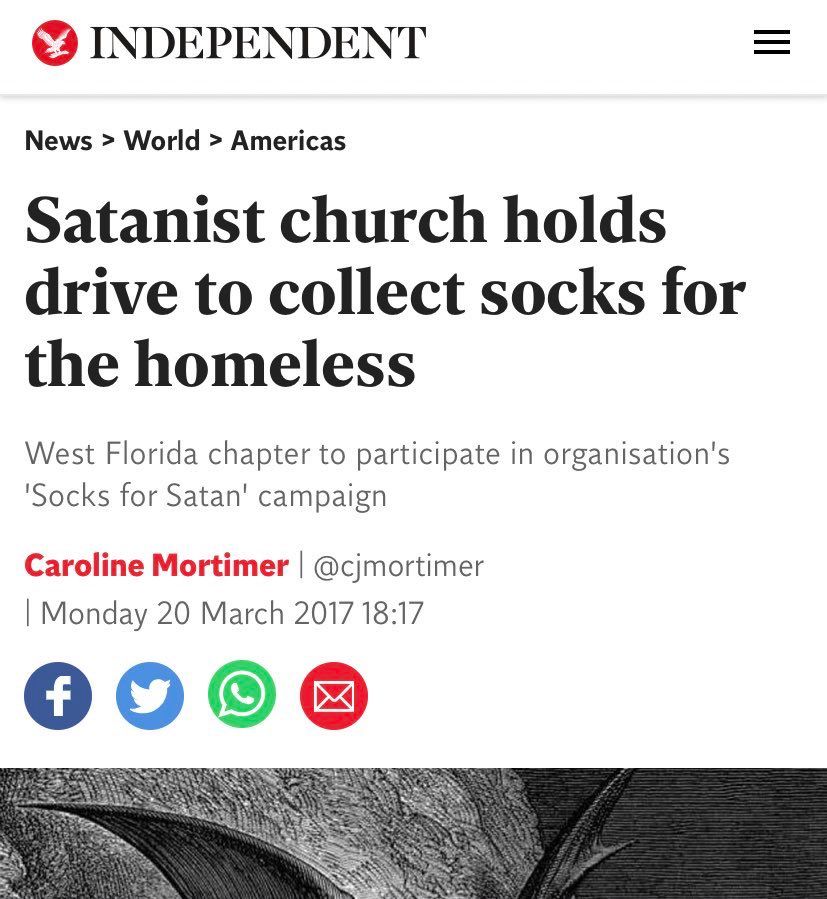 INDEPENDENT
News > World > Americas
Satanist church holds
drive to collect socks for
the homeless
West Florida chapter to participate in organisation's
'Socks for Satan' campaign
Caroline Mortimer | @cjmortimer
| Monday 20 March 2017 18:17